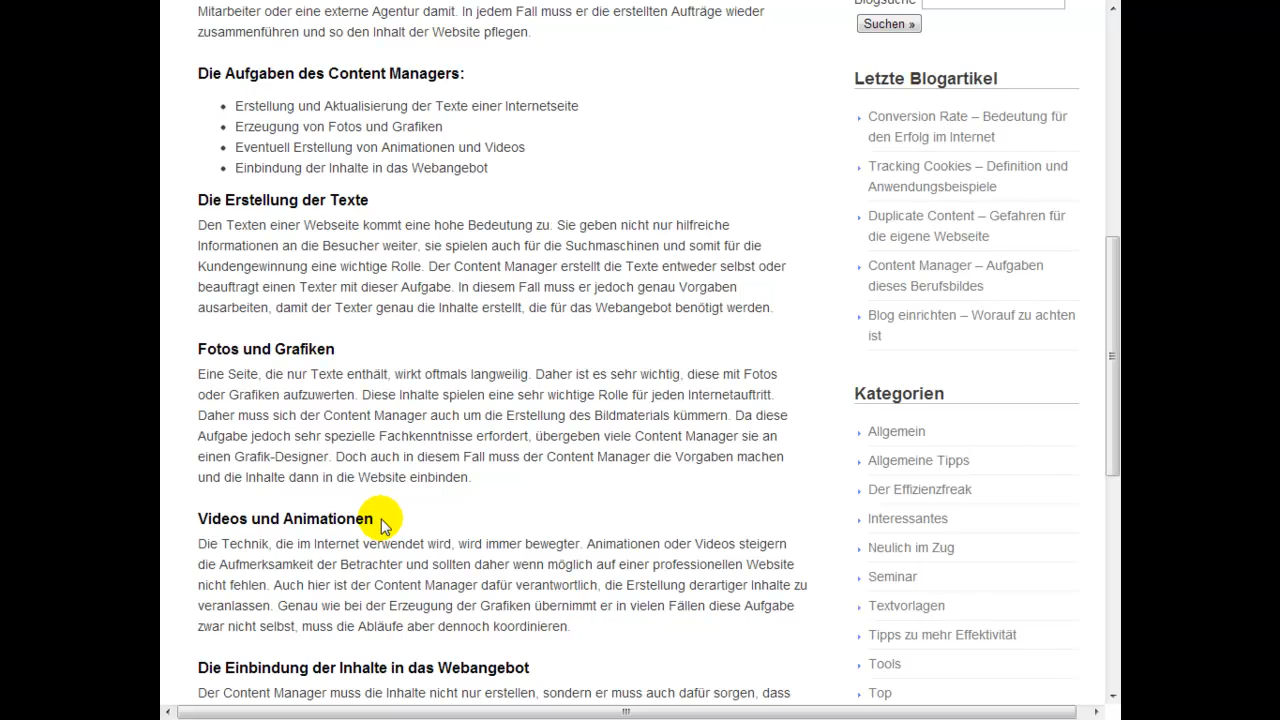 Mitarbeiter oder eine externe Agentur damit. In jedem Fall muss er die erstellten Aufträge wieder
zusammenführen und so den Inhalt der Website pflegen.
Die Aufgaben des Content Managers:
Erstellung und Aktualisierung der Texte einer Internetseite
Erzeugung von Fotos und Grafiken
Eventuell Erstellung von Animationen und Videos
Einbindung der Inhalte in das Webangebot
Die Erstellung der Texte
Den Texten einer Webseite kommt eine hohe Bedeutung zu. Sie geben nicht nur hilfreiche
Informationen an die Besucher weiter, sie spielen auch für die Suchmaschinen und somit für die
Kundengewinnung eine wichtige Rolle. Der Content Manager erstellt die Texte entweder selbst oder
beauftragt einen Texter mit dieser Aufgabe. In diesem Fall muss er jedoch genau Vorgaben
ausarbeiten, damit der Texter genau die Inhalte erstellt, die für das Webangebot benötigt werden.
Fotos und Grafiken
Eine Seite, die nur Texte enthält, wirkt oftmals langweilig. Daher ist es sehr wichtig, diese mit Fotos
oder Grafiken aufzuwerten. Diese Inhalte spielen eine sehr wichtige Rolle für jeden Internetauftritt.
Daher muss sich der Content Manager auch um die Erstellung des Bildmaterials kümmern. Da diese
Aufgabe jedoch sehr spezielle Fachkenntnisse erfordert, übergeben viele Content Manager sie an
einen Grafik-Designer. Doch auch in diesem Fall muss der Content Manager die Vorgaben machen
und die Inhalte dann in die Website einbinden.
Videos und Animationen
Die Technik, die im Internet verwendet wird, wird immer bewegter. Animationen oder Videos steigern
die Aufmerksamkeit der Betrachter und sollten daher wenn möglich auf einer professionellen Website
nicht fehlen. Auch hier ist der Content Manager dafür verantwortlich, die Erstellung derartiger Inhalte zu
veranlassen. Genau wie bei der Erzeugung der Grafiken übernimmt er in vielen Fällen diese Aufgabe
zwar nicht selbst, muss die Abläufe aber dennoch koordinieren.
Die Einbindung der Inhalte in das Webangebot
Der Content Manager muss die Inhalte nicht nur erstellen, sondern er muss auch dafür sorgen, dass
Blogsuche
Suchen »
Letzte Blogartikel
Conversion Rate – Bedeutung für
den Erfolg im Internet
Tracking Cookies – Definition und
Anwendungsbeispiele
Duplicate Content – Gefahren für
die eigene Webseite
Content Manager – Aufgaben
dieses Berufsbildes
Blog einrichten – Worauf zu achten
ist
Kategorien
Allgemein
Allgemeine Tipps
Der Effizienzfreak
Interessantes
Neulich im Zug
Seminar
Textvorlagen
Tipps zu mehr Effektivität
Tools
Top